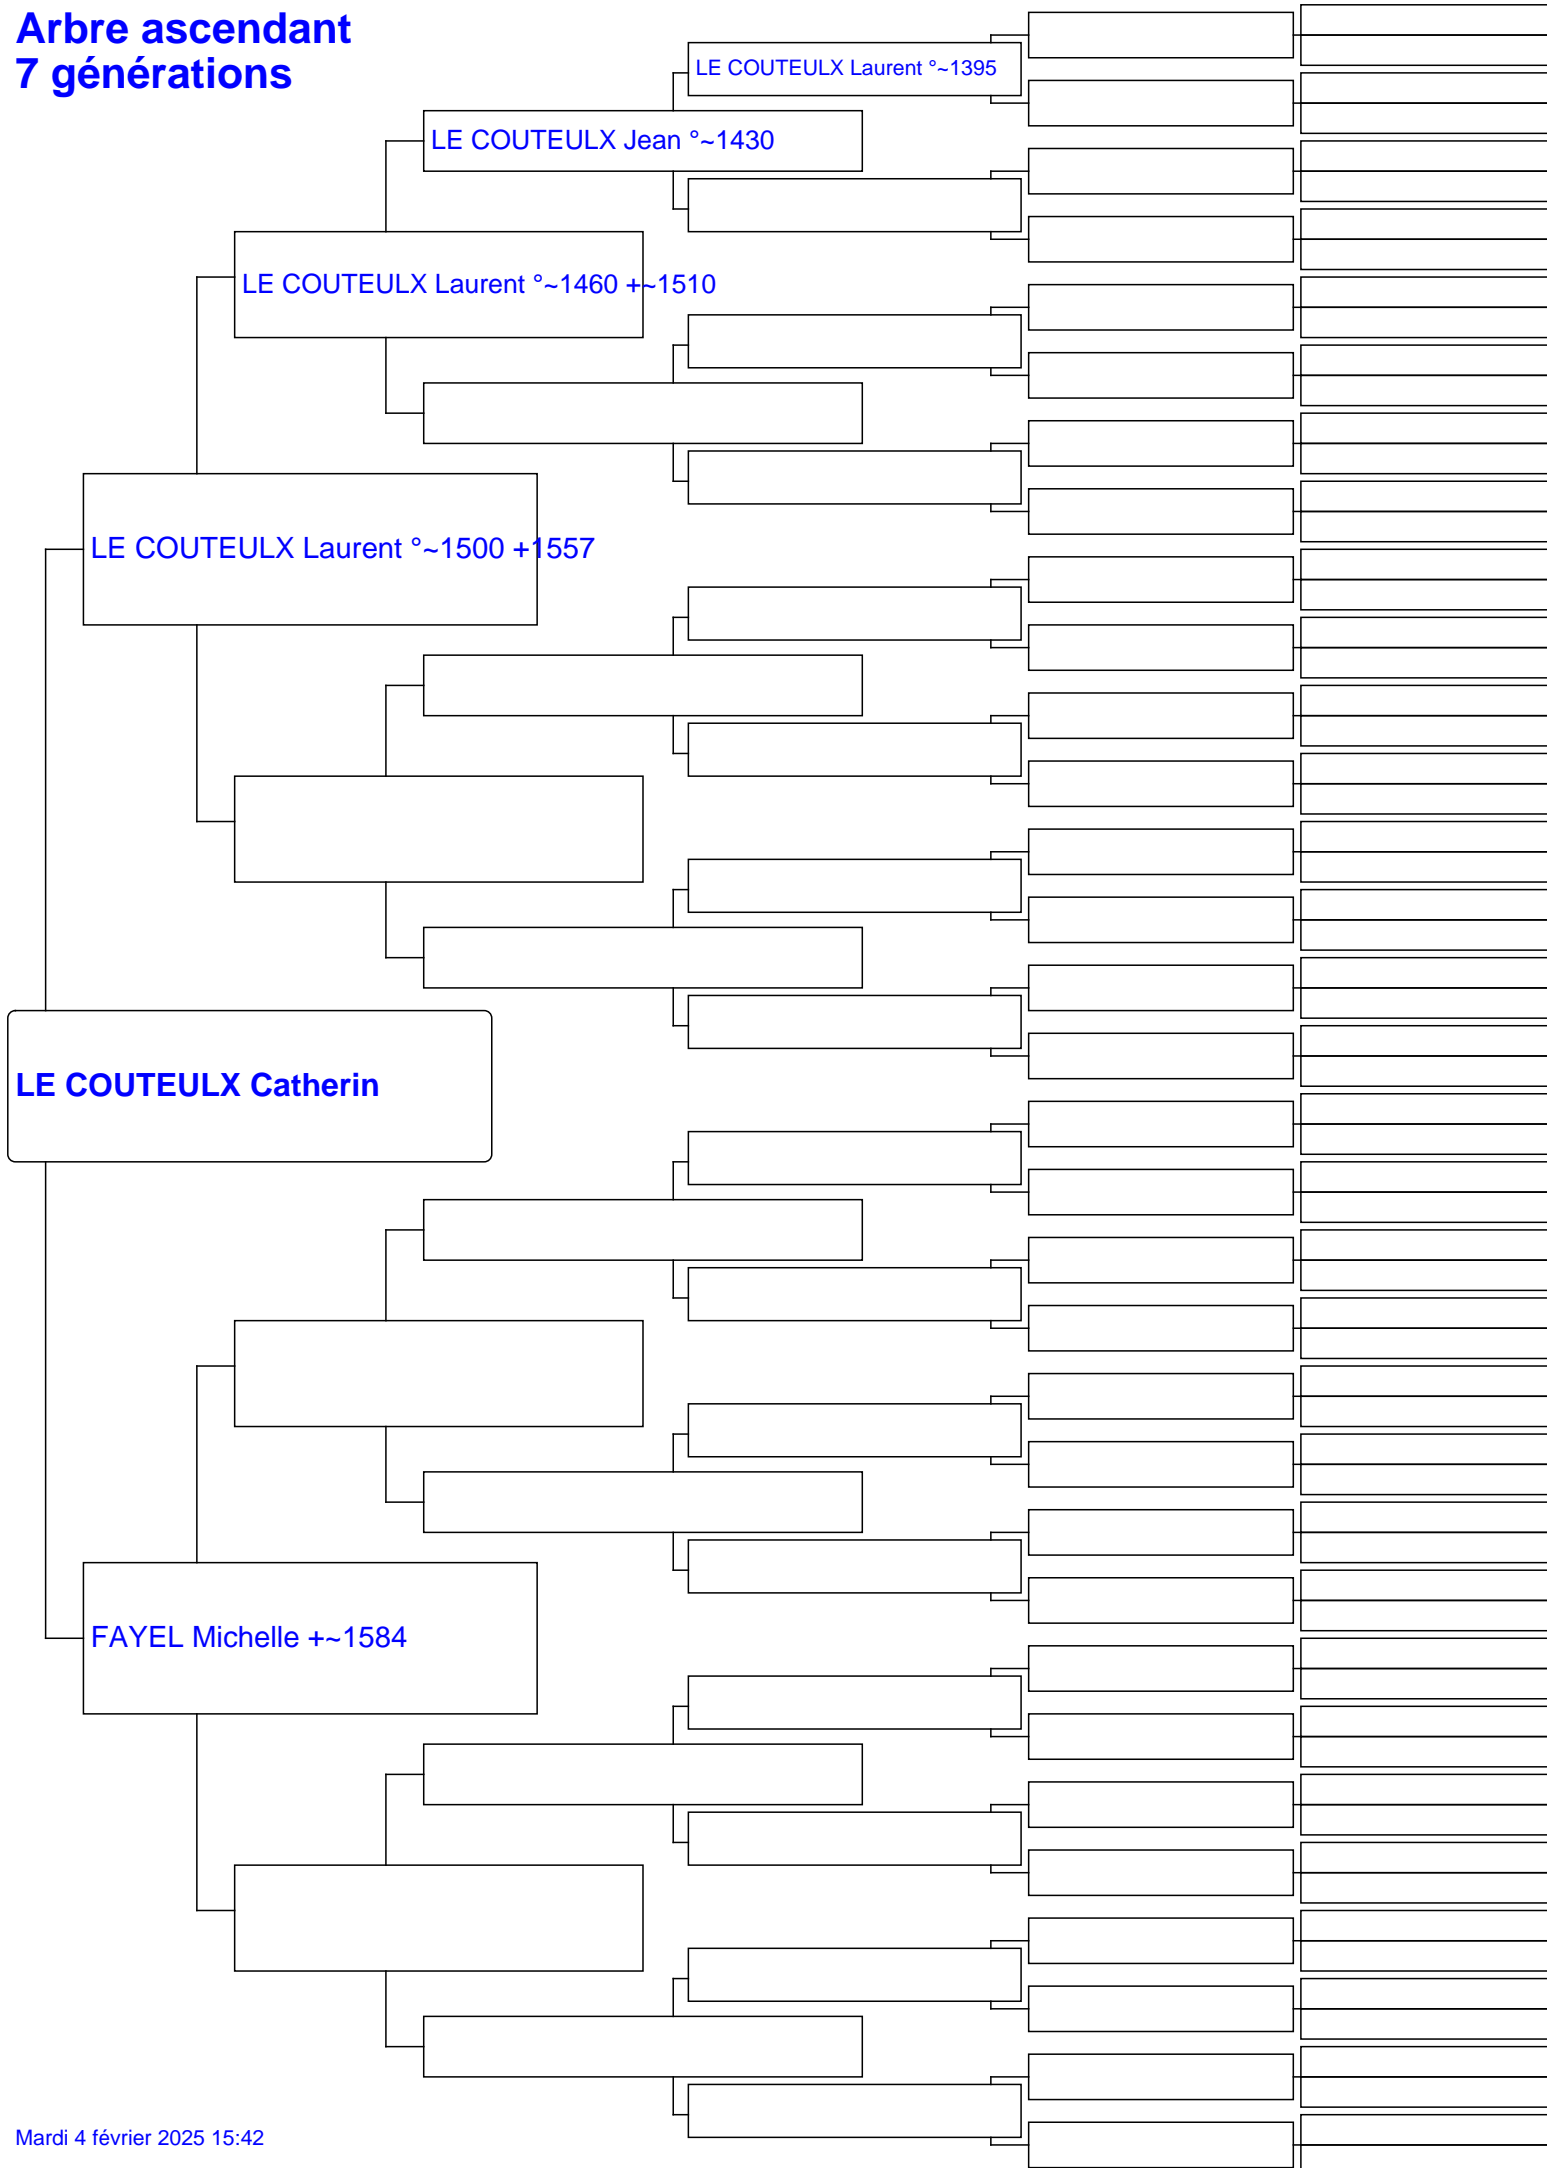 Arbre ascendant
7 générations
LE COUTEULX Laurent °~1395
LE COUTEULX Jean °~1430
LE COUTEULX Laurent °~1460 +~1510
LE COUTEULX Laurent °~1500 +1557
LE COUTEULX Catherin
FAYEL Michelle +~1584
Mardi 4 février 2025 15:42